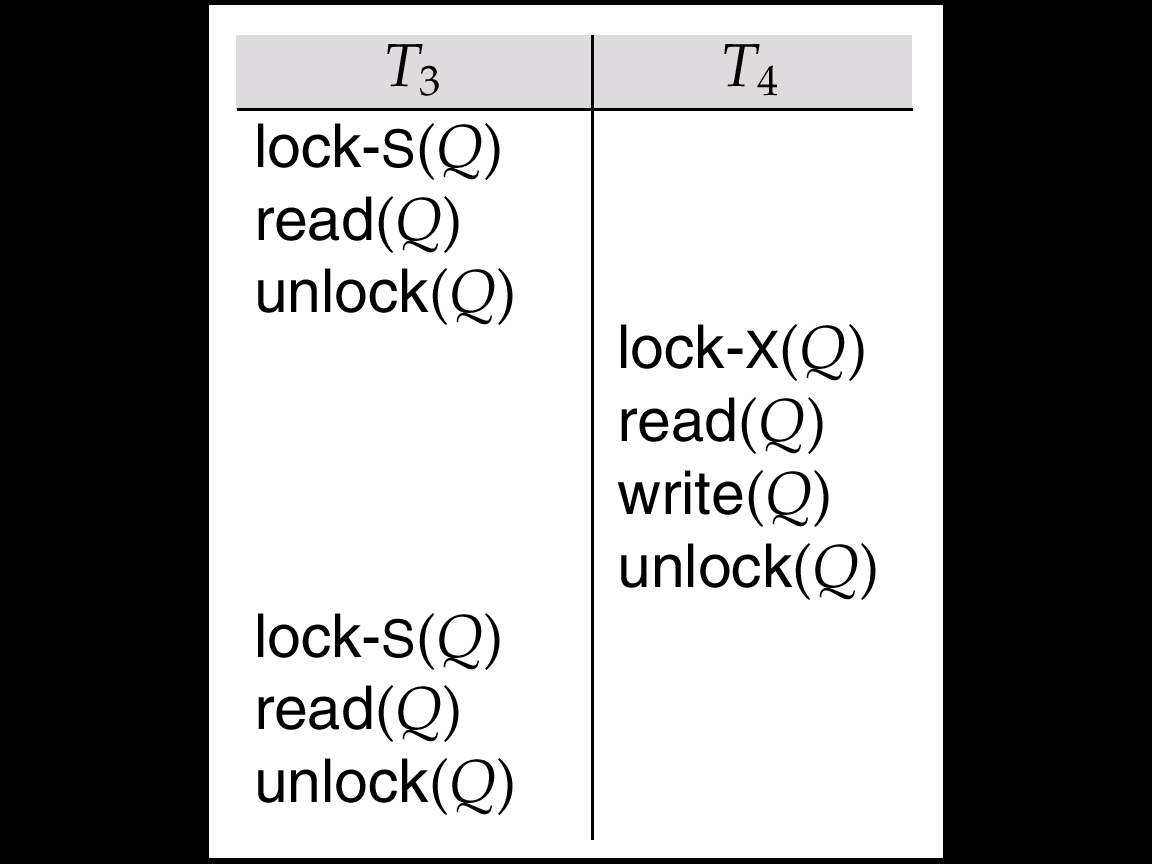 T3 T4
lock-S(Q)
read(Q)
unlock(Q)
lock-X(Q)
read(Q)
write(Q)
unlock(Q)
lock-S(Q)
read(Q)
unlock(Q)